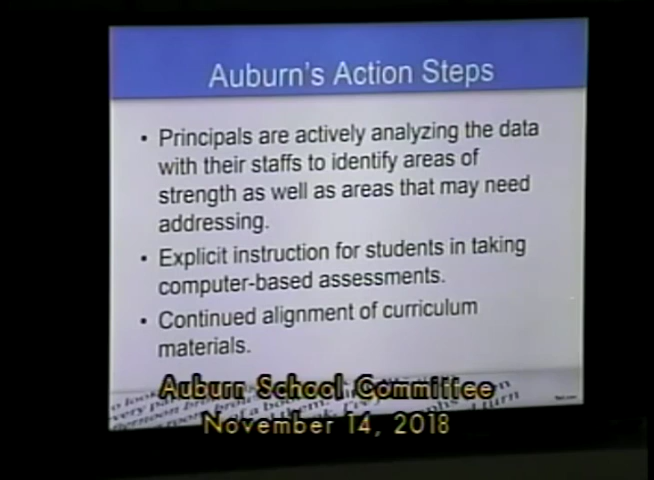 Auburn's Action Steps
• Principals are actively analyzing the data
with their staffs to identify areas of
strength as well as areas that may need
addressing.
• Explicit instruction for students in taking
computer-based assessments.
• Continued alignment of curriculum
materials.
Auburn School Committee
November 14, 2018